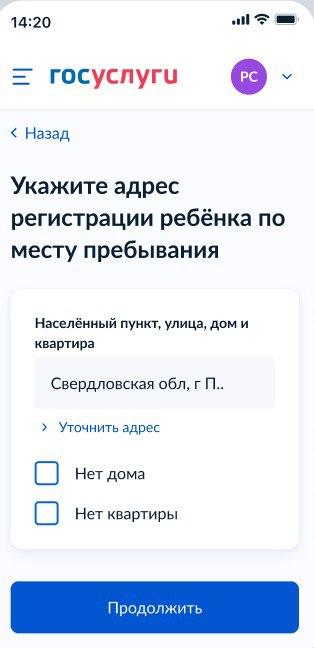 14:20
госуслуги
РС
Назад
Укажите адрес
регистрации ребёнка по
месту пребывания
Населённый пункт, улица, дом и
квартира
Свердловская обл, г П..
Уточнить адрес
Нет дома
Нет квартиры
Продолжить